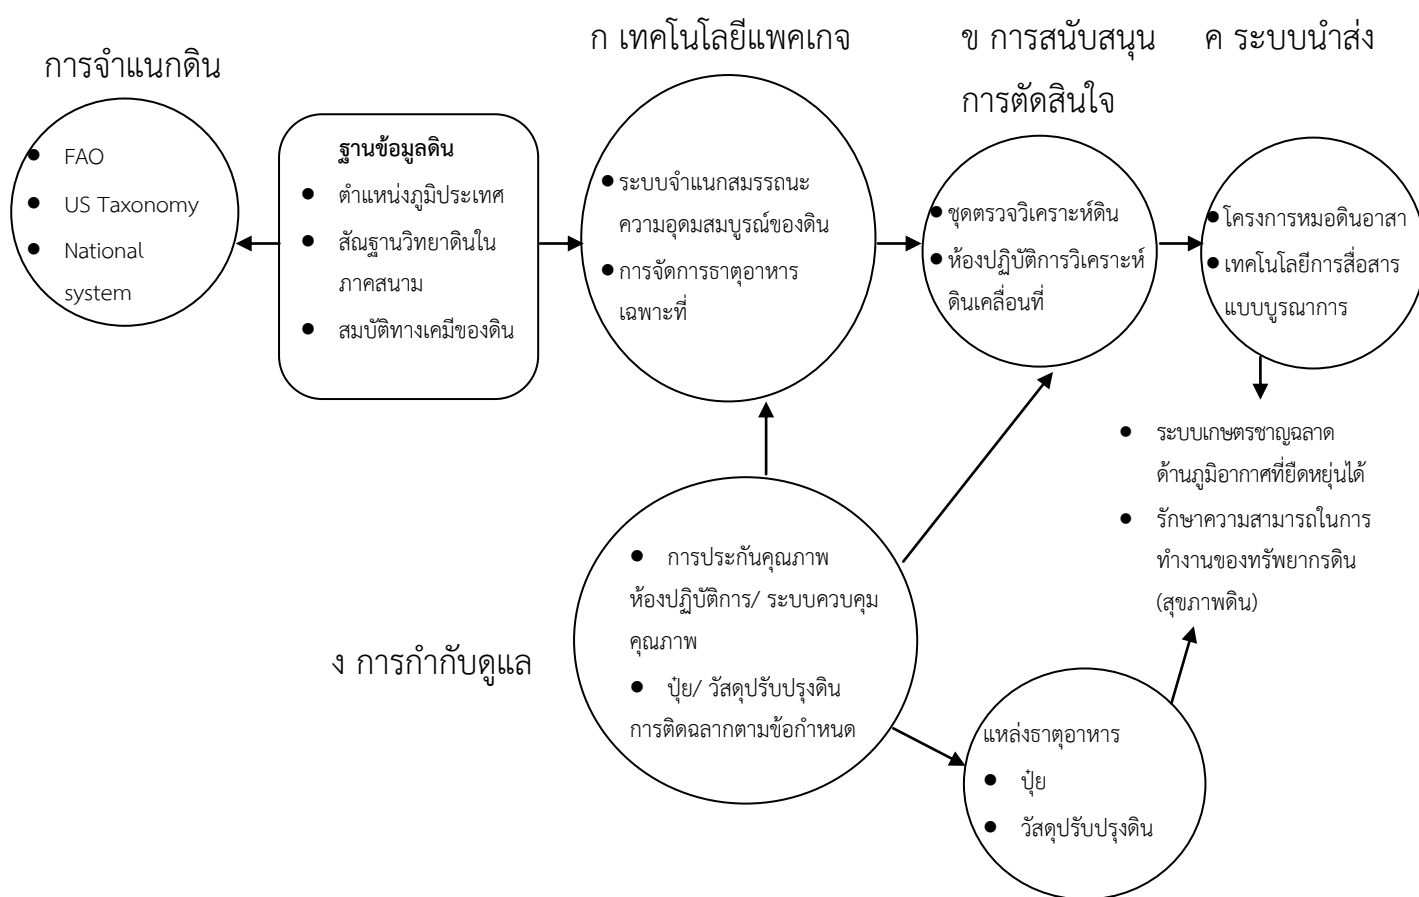 การจำแนกดิน
FAO
US Taxonomy
National
system
ฐานข้อมูลดิน
ตำแหน่งภูมิประเทศ
สัณฐานวิทยาดินใน
ภาคสนาม
สมบัติทางเคมีของดิน
ก เทคโนโลยีแพคเกจ
ระบบจำแนกสมรรถนะ
ความอุดมสมบูรณ์ของดิน
การจัดการธาตุอาหาร
เฉพาะที่
ข การสนับสนุน
การตัดสินใจ
ชุดตรวจวิเคราะห์ดิน
ห้องปฏิบัติการวิเคราะห์
ดินเคลื่อนที่
ค ระบบนำส่ง
โครงการหมอดินอาสา
เทคโนโลยีการสื่อสาร
แบบบูรณาการ
ระบบเกษตรชาญฉลาด
ด้านภูมิอากาศที่ยืดหยุ่นได้
รักษาความสามารถในการ
ทำงานของทรัพยากรดิน
(สุขภาพดิน)
ง การกำกับดูแล
การประกันคุณภาพ
ห้องปฏิบัติการ/ ระบบควบคุม
คุณภาพ
ปุ๋ย/ วัสดุปรับปรุงดิน
การติดฉลากตามข้อกำหนด
แหล่งธาตุอาหาร
ปุ๋ย
วัสดุปรับปรุงดิน